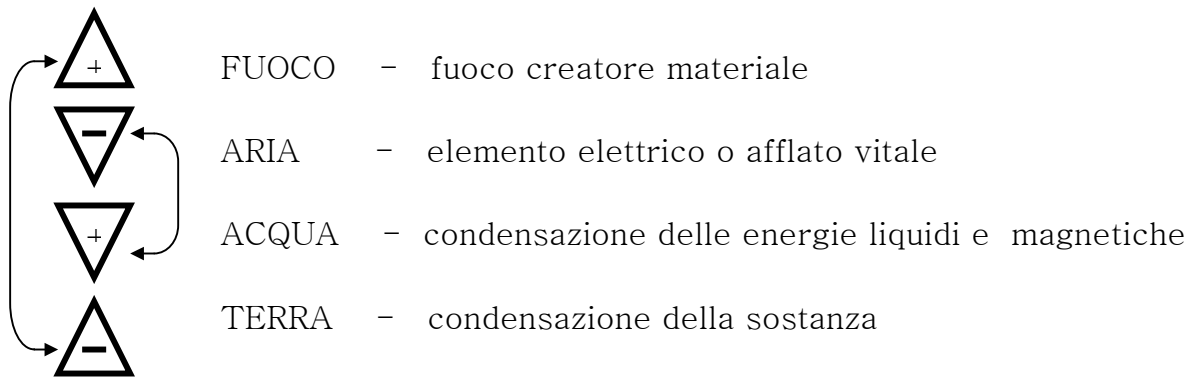 + FUOCO - fuoco creatore materiale
- ARIA - elemento elettrico o afflato vitale
+ ACQUA - condensazione delle energie liquidi e magnetiche
- TERRA - condensazione della sostanza